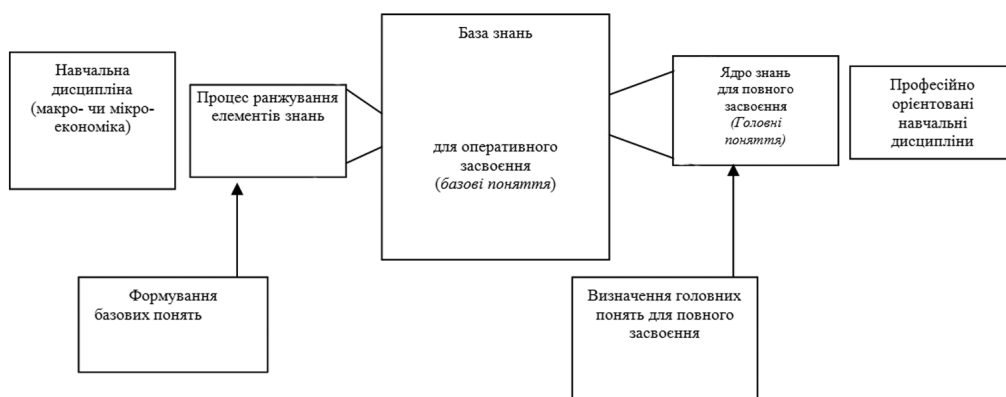 Навчальна
дисципліна
(макро- чи мікро-
економіка)
Процес ранжування
елементів знань
База знань
для оперативного
засвоєння
(базові поняття)
Ядро знань
для повного
засвоєння
(Головні
поняття)
Професійно
орієнтовані
навчальні
дисципліни
Формування
базових понять
Визначення головних
понять для повного
засвоєння